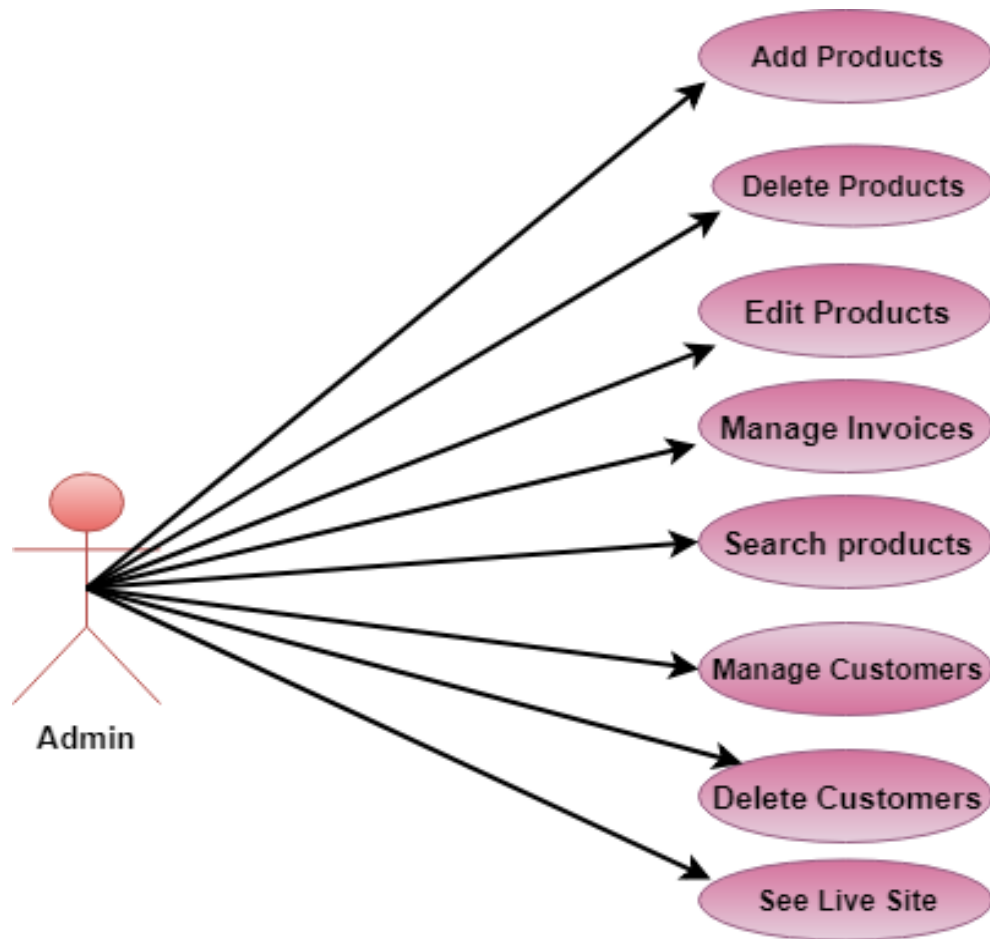 Add Products
Delete Products
Edit Products
Manage Invoices
Search products
Manage Customers
Admin
Delete Customers
See Live Site